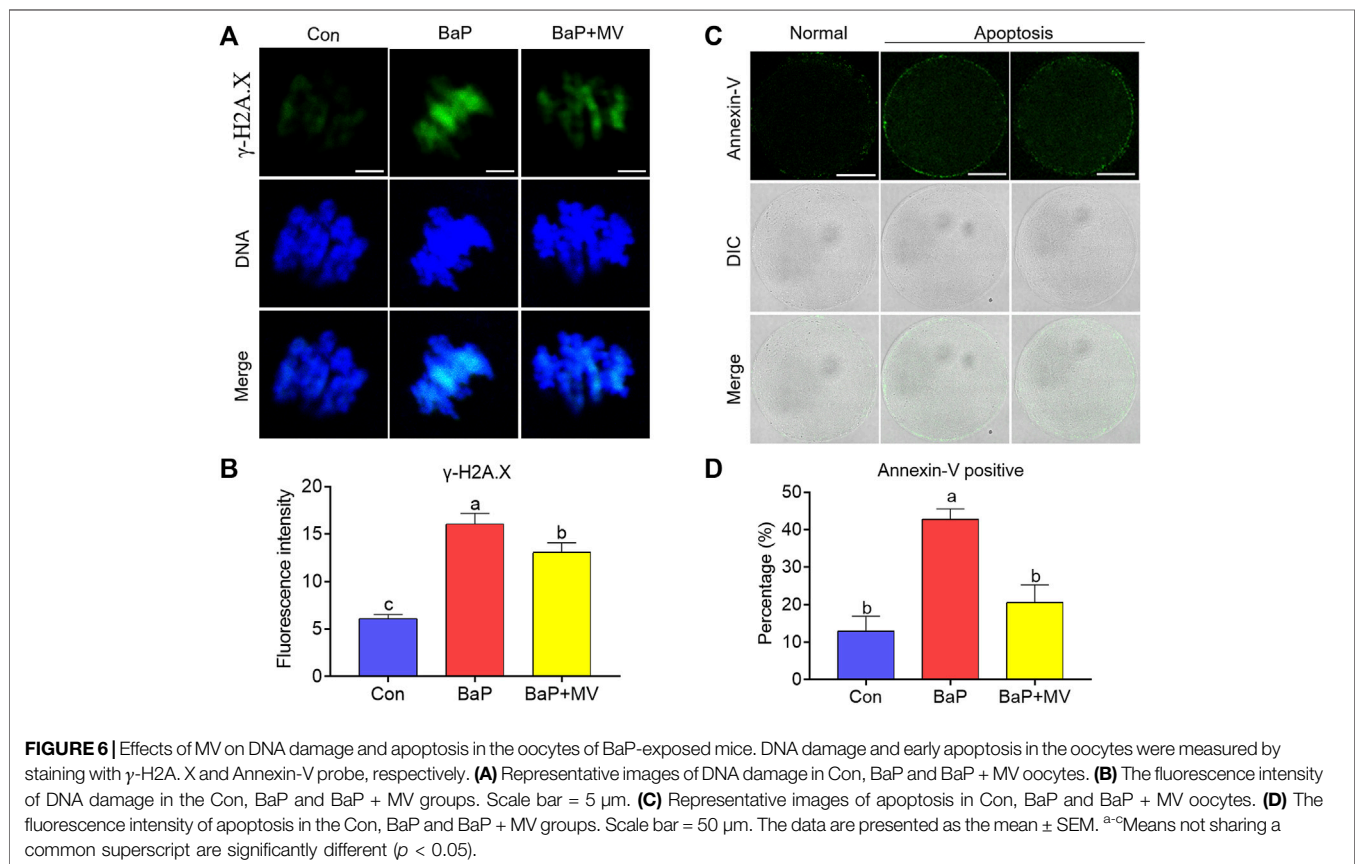 A
Con
BaP
BaP+MV
γ-H2A.X
DNA
Merge
C
Normal
Apoptosis
Annexin-V
DIC
Merge
B
γ-H2A.X
Fluorescence intensity
20
15
10
5
0
c
a
b
Con
BaP
BaP+MV
D
Annexin-V positive
Percentage (%)
50
40
30
20
10
0
b
a
b
Con
BaP
BaP+MV
FIGURE 6 | Effects of MV on DNA damage and apoptosis in the oocytes of BaP-exposed mice. DNA damage and early apoptosis in the oocytes were measured by
staining with γ-H2A. X and Annexin-V probe, respectively. (A) Representative images of DNA damage in Con, BaP and BaP + MV oocytes. (B) The fluorescence intensity
of DNA damage in the Con, BaP and BaP + MV groups. Scale bar = 5 μm. (C) Representative images of apoptosis in Con, BaP and BaP + MV oocytes. (D) The
fluorescence intensity of apoptosis in the Con, BaP and BaP + MV groups. Scale bar = 50 μm. The data are presented as the mean ± SEM. a-cMeans not sharing a
common superscript are significantly different (p < 0.05).